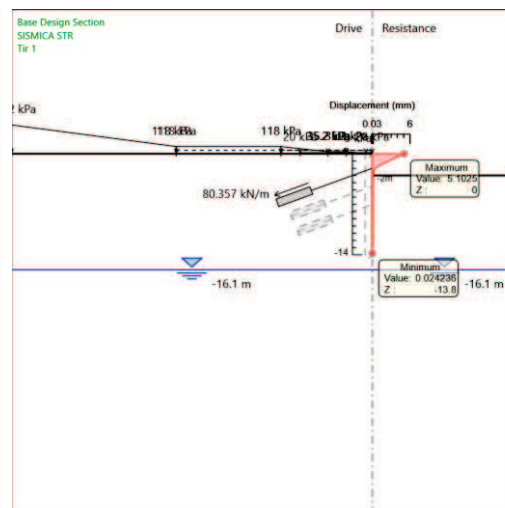 Base Design Section
SISMICA STR
Tir 1
Drive
Resistance
Displacement (mm)
0.03 6
kPa
118 kPa
-2m
Maximum
Value: 5.1025
Z : 0
80.357 kN/m
-14
Minimum
Value: 0.024236
Z : -13.8
-16.1 m
-16.1 m